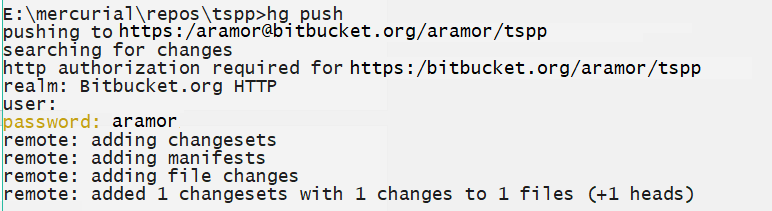 E:\mercurial\repos\tspp>hg push
pushing to https:/aramor@bitbucket.org/aramor/tspp
searching for changes
http authorization required for https:/bitbucket.org/aramor/tspp
realm: Bitbucket.org HTTP
user:
password: aramor
remote: adding changesets
remote: adding manifests
remote: adding file changes
remote: added 1 changesets with 1 changes to 1 files (+1 heads)